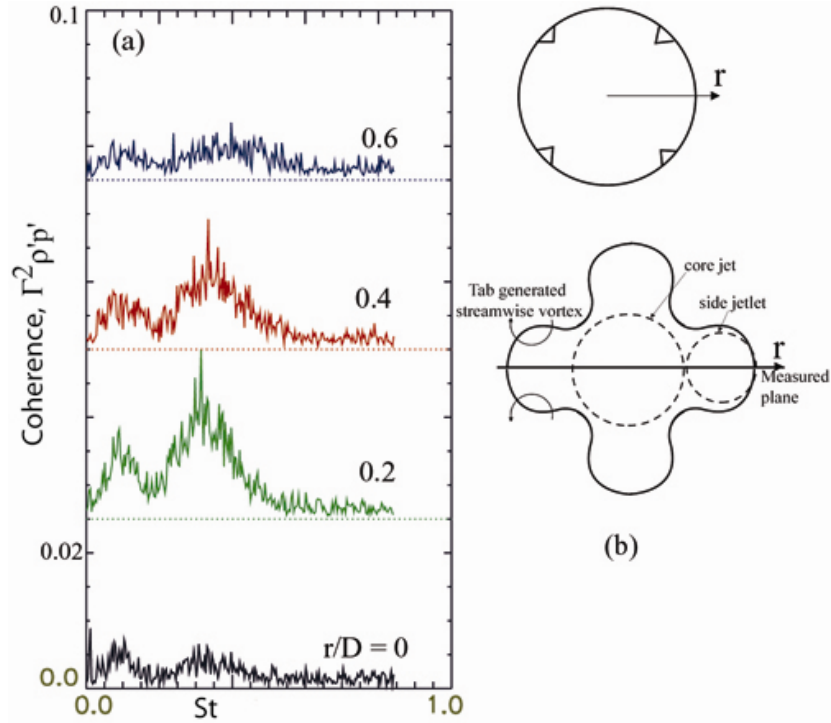 0.1
(a)
0.6
0.4
0.2
r/D = 0
Coherence, Γ²ρ'p'
0.02
0.0
0.0
St
1.0
r
core jet
Tab generated
streamwise vortex
side jetlet
r
Measured
plane
(b)